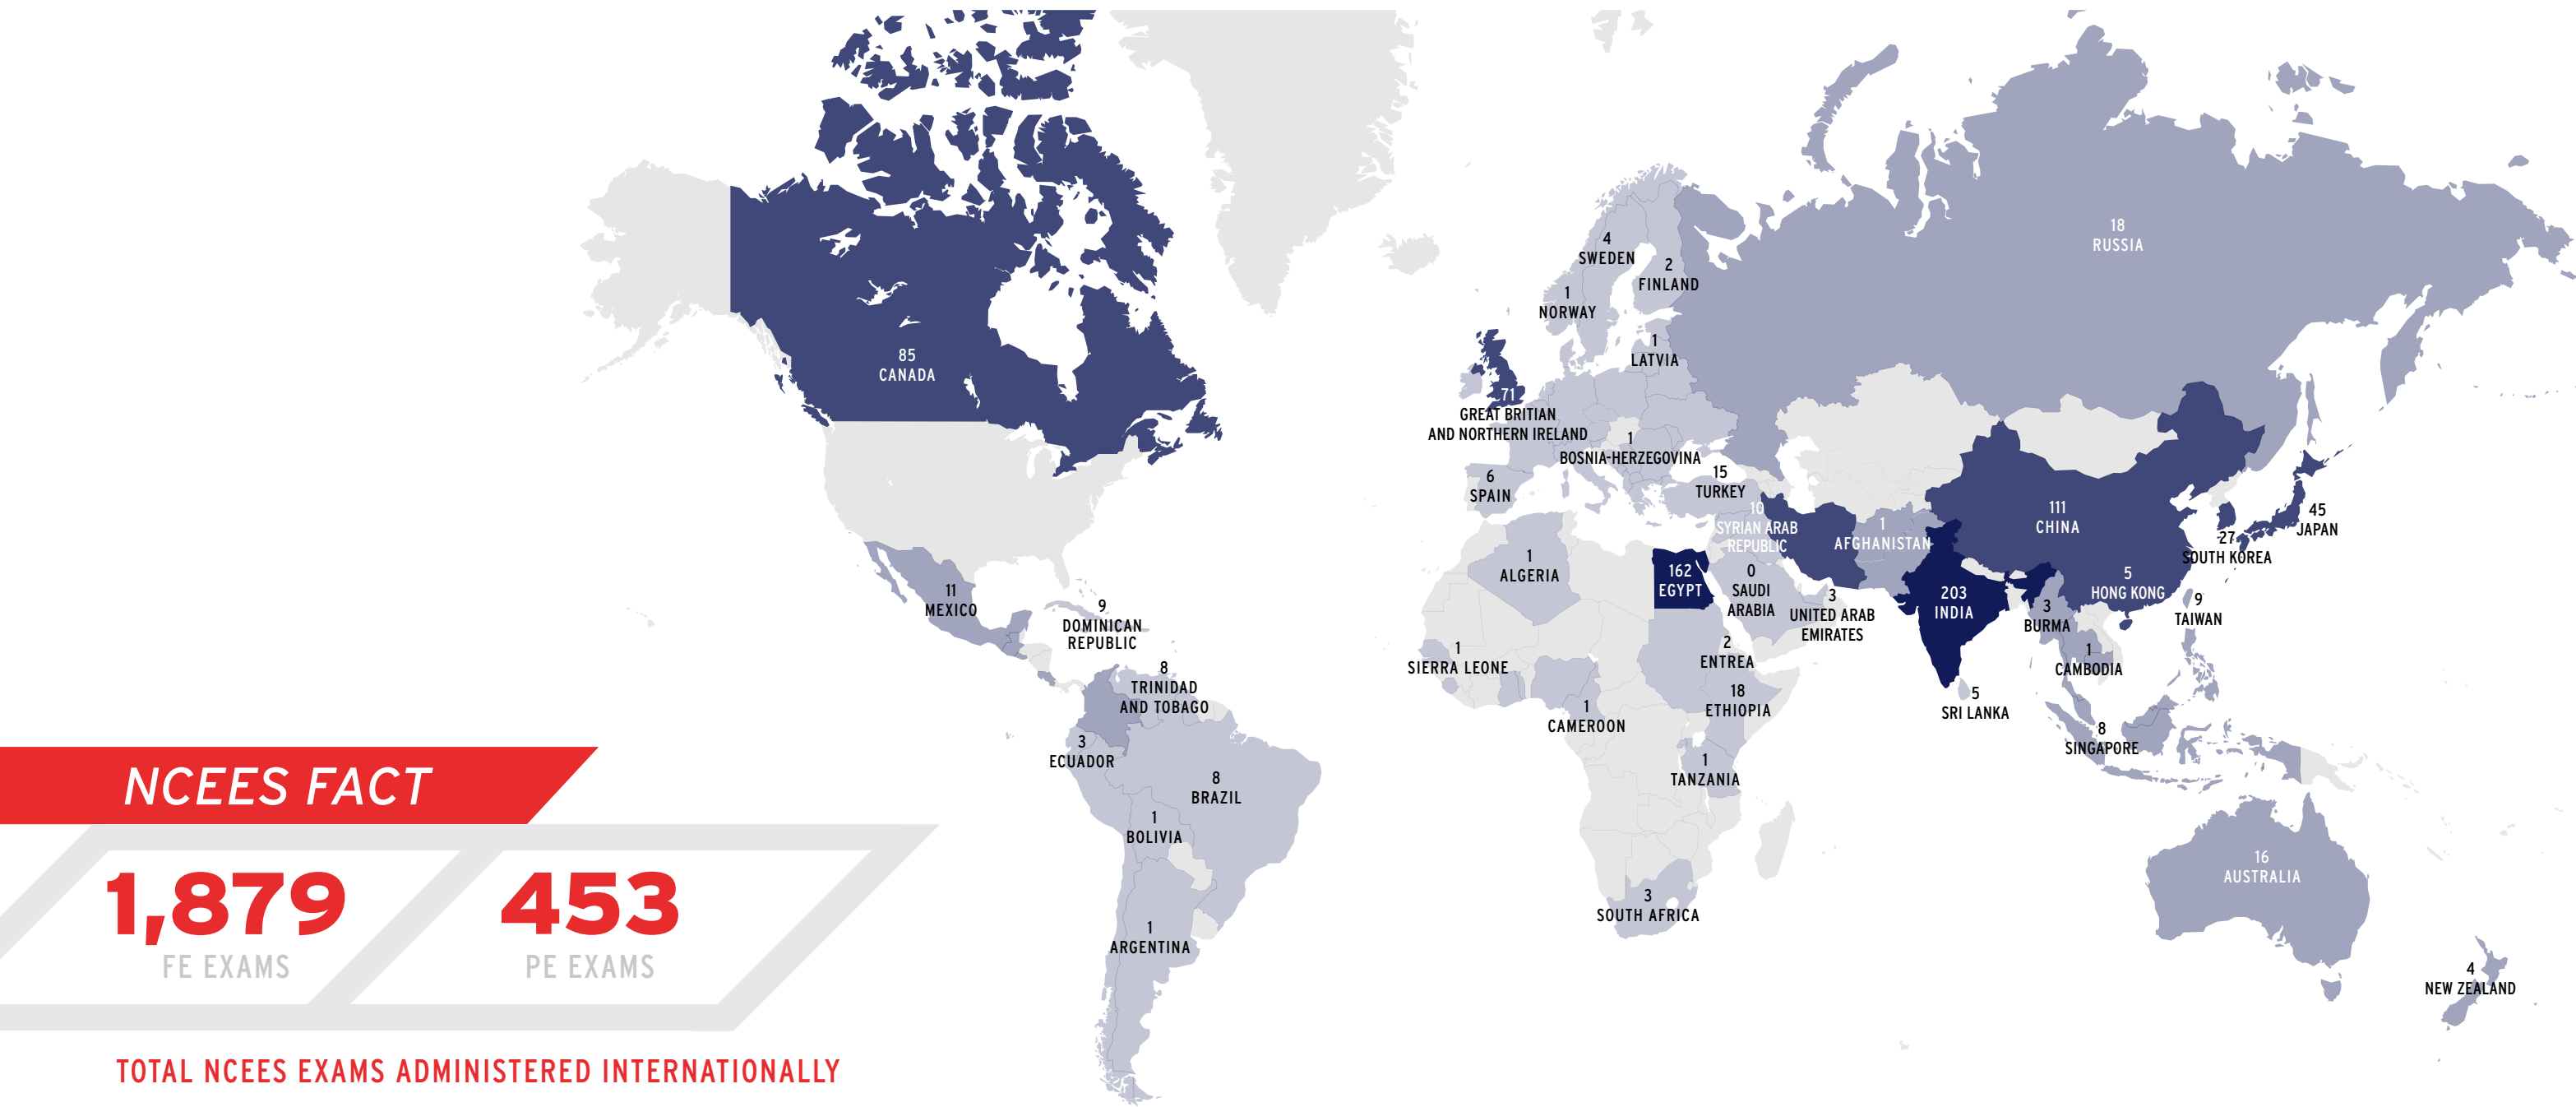 18
RUSSIA
4
SWEDEN
2
FINLAND
1
NORWAY
1
LATVIA
85
CANADA
71
GREAT BRITIAN
AND NORTHERN IRELAND
1
BOSNIA-HERZEGOVINA
6
SPAIN
15
TURKEY
10
SYRIAN ARAB
REPUBLIC
1
AFGHANISTAN
111
CHINA
45
JAPAN
27
SOUTH KOREA
1
ALGERIA
162
EGYPT
0
SAUDI
ARABIA
3
UNITED ARAB
EMIRATES
203
INDIA
5
HONG KONG
9
TAIWAN
3
BURMA
11
MEXICO
9
DOMINICAN
REPUBLIC
1
SIERRA LEONE
2
ENTREA
1
CAMBODIA
8
TRINIDAD
AND TOBAGO
18
ETHIOPIA
5
SRI LANKA
1
CAMEROON
8
SINGAPORE
3
ECUADOR
1
TANZANIA
8
BRAZIL
1
BOLIVIA
16
AUSTRALIA
3
SOUTH AFRICA
1
ARGENTINA
4
NEW ZEALAND
NCEES FACT
1,879
FE EXAMS
453
PE EXAMS
TOTAL NCEES EXAMS ADMINISTERED INTERNATIONALLY